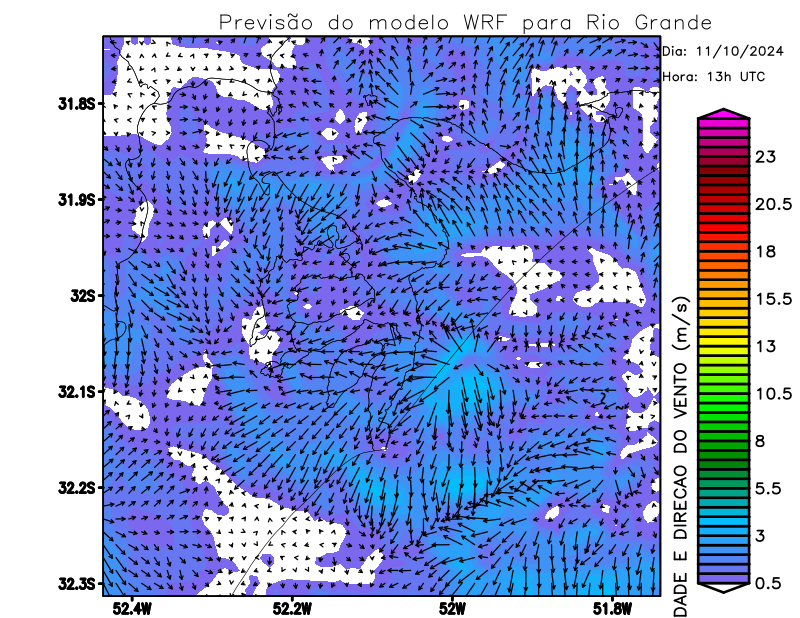 Previsão do modelo WRF para Rio Grande
Dia: 11/10/2024
Hora: 13h UTC
31.8S
31.9S
32S
32.1S
32.2S
32.3S
52.4W
52.2W
52W
51.8W
23
20.5
18
15.5
13
10.5
8
5.5
3
0.5
DADE E DIRECAO DO VENTO (m/s)